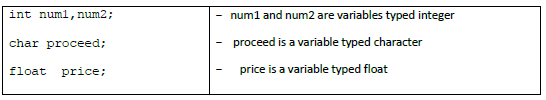 int num1,num2; – num1 and num2 are variables typed integer
char proceed; – proceed is a variable typed character
float price; – price is a variable typed float